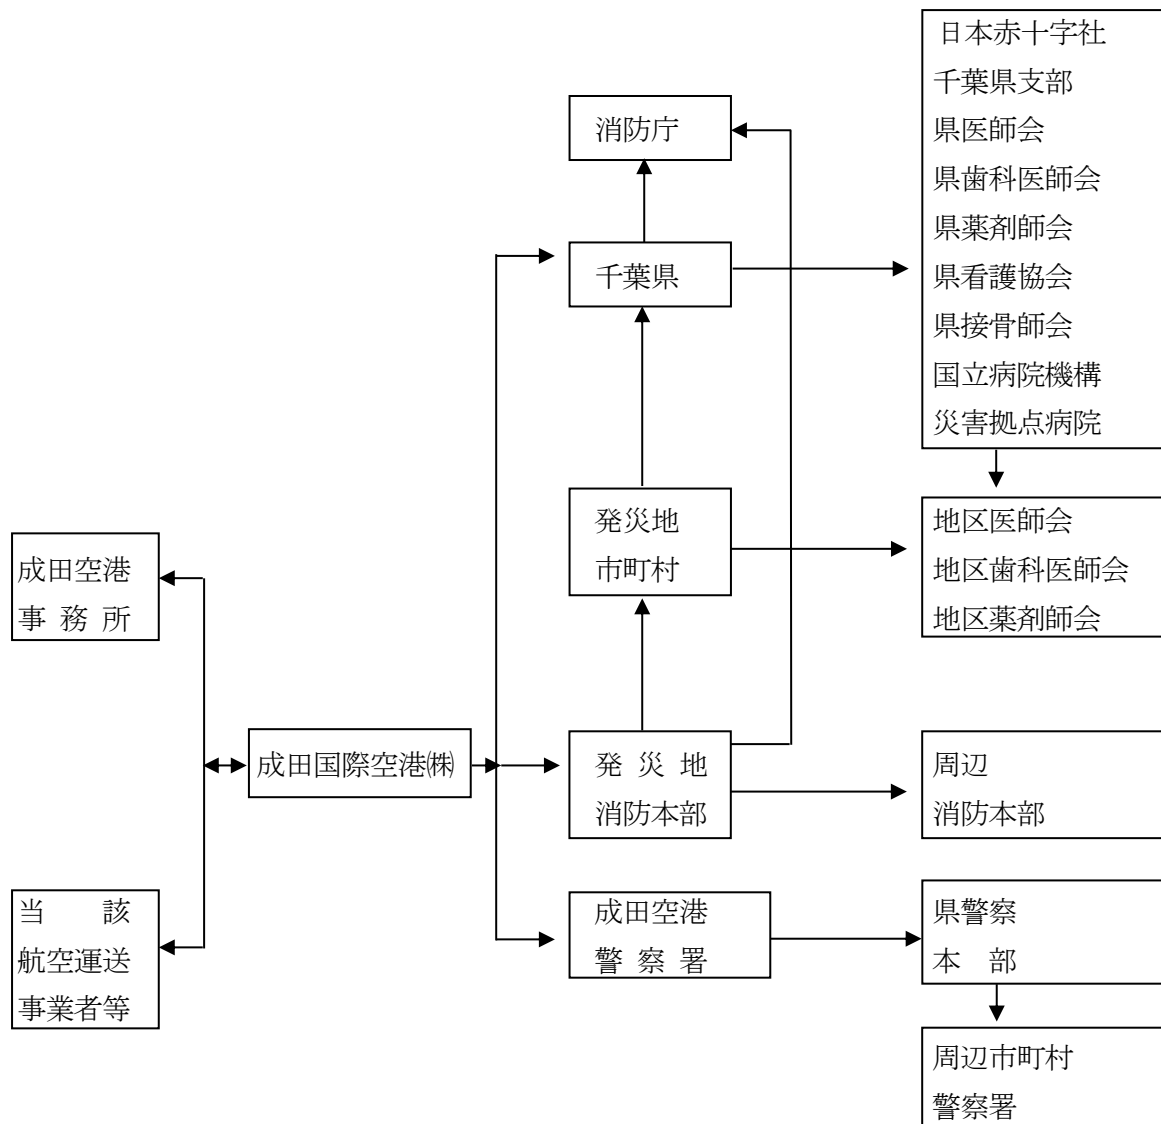 日本赤十字社
千葉県支部
県医師会
県歯科医師会
県薬剤師会
県看護協会
県接骨師会
国立病院機構
災害拠点病院
消防庁
千葉県
発災地
市町村
地区医師会
地区歯科医師会
地区薬剤師会
成田空港
事 務 所
成田国際空港㈱
発 災 地
消防本部
周辺
消防本部
当　　該
航空運送
事業者等
成田空港
警 察 署
県警察
本　部
周辺市町村
警察署